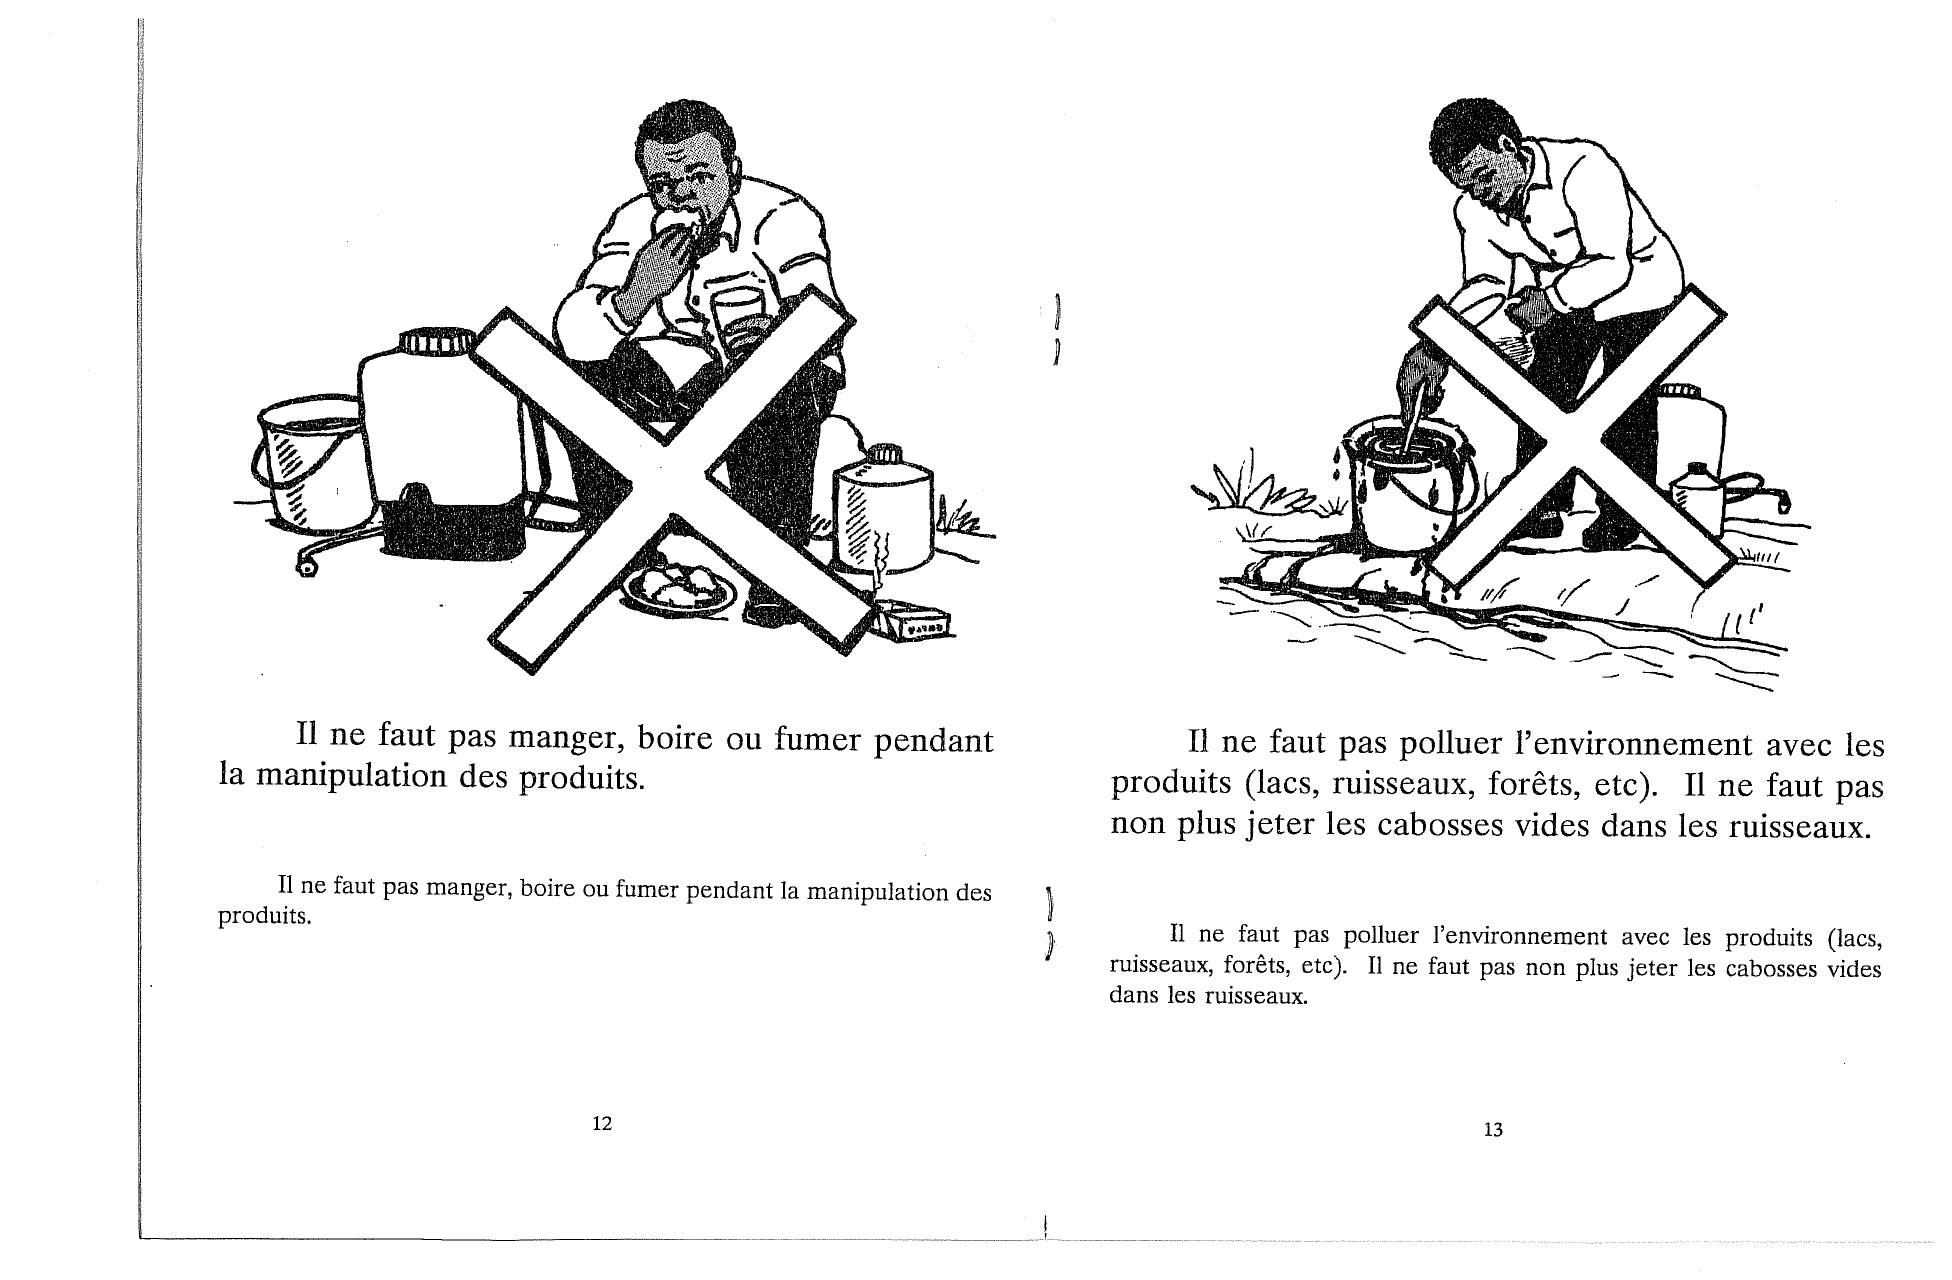 Il ne faut pas manger, boire ou fumer pendant
la manipulation des produits.
Il ne faut pas manger, boire ou fumer pendant la manipulation des
produits.
12
Il ne faut pas polluer l'environnement avec les
produits (lacs, ruisseaux, forêts, etc). Il ne faut pas
non plus jeter les cabosses vides dans les ruisseaux.
Il ne faut pas polluer l'environnement avec les produits (lacs,
ruisseaux, forêts, etc). Il ne faut pas non plus jeter les cabosses vides
dans les ruisseaux.
13